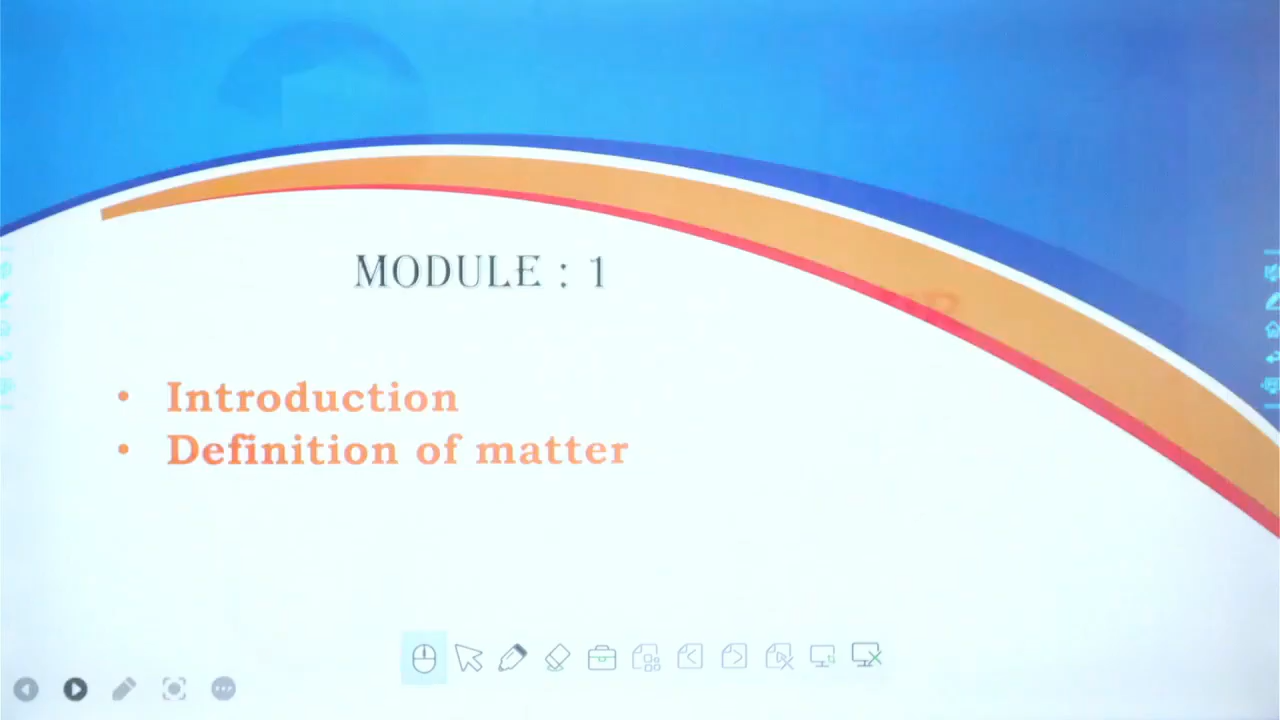 MODULE : 1
• Introduction
• Definition of matter